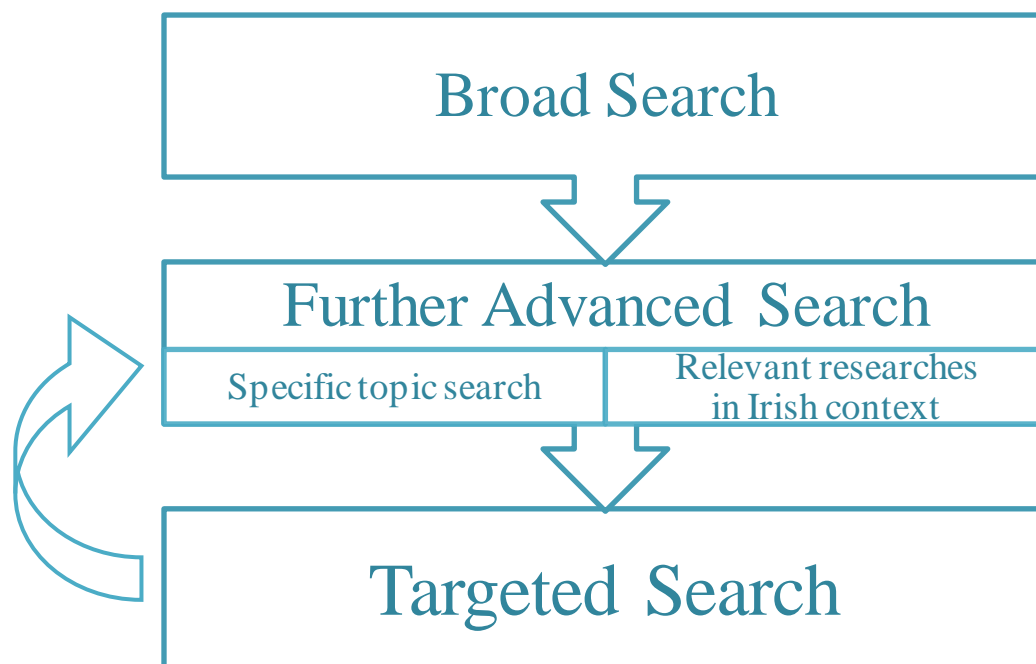 Broad Search
Further Advanced Search
Specific topic search
Relevant researches
in Irish context
Targeted Search